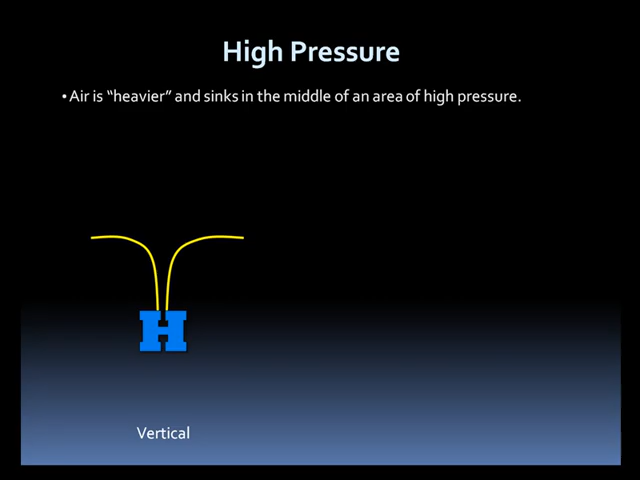 High Pressure
• Air is “heavier” and sinks in the middle of an area of high pressure.
H
Vertical